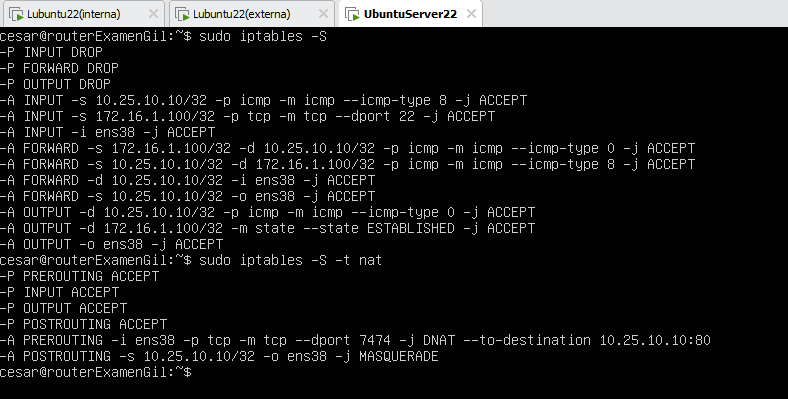 Lubuntu22(interna) Lubuntu22(externa) UbuntuServer22
cesar@routerExamenGil:~$ sudo iptables -S
-P INPUT DROP
-P FORWARD DROP
-P OUTPUT DROP
-A INPUT -s 10.25.10.10/32 -p icmp -m icmp --icmp-type 8 -j ACCEPT
-A INPUT -s 172.16.1.100/32 -p tcp -m tcp --dport 22 -j ACCEPT
-A INPUT -i ens38 -j ACCEPT
-A FORWARD -s 172.16.1.100/32 -d 10.25.10.10/32 -p icmp -m icmp --icmp-type 0 -j ACCEPT
-A FORWARD -s 10.25.10.10/32 -d 172.16.1.100/32 -p icmp -m icmp --icmp-type 8 -j ACCEPT
-A FORWARD -d 10.25.10.10/32 -i ens38 -j ACCEPT
-A FORWARD -s 10.25.10.10/32 -o ens38 -j ACCEPT
-A OUTPUT -d 10.25.10.10/32 -p icmp -m icmp --icmp-type 0 -j ACCEPT
-A OUTPUT -d 172.16.1.100/32 -m state --state ESTABLISHED -j ACCEPT
-A OUTPUT -o ens38 -j ACCEPT
cesar@routerExamenGil:~$ sudo iptables -S -t nat
-P PREROUTING ACCEPT
-P INPUT ACCEPT
-P OUTPUT ACCEPT
-P POSTROUTING ACCEPT
-A PREROUTING -i ens38 -p tcp -m tcp --dport 7474 -j DNAT --to-destination 10.25.10.10:80
-A POSTROUTING -s 10.25.10.10/32 -o ens38 -j MASQUERADE
cesar@routerExamenGil:~$